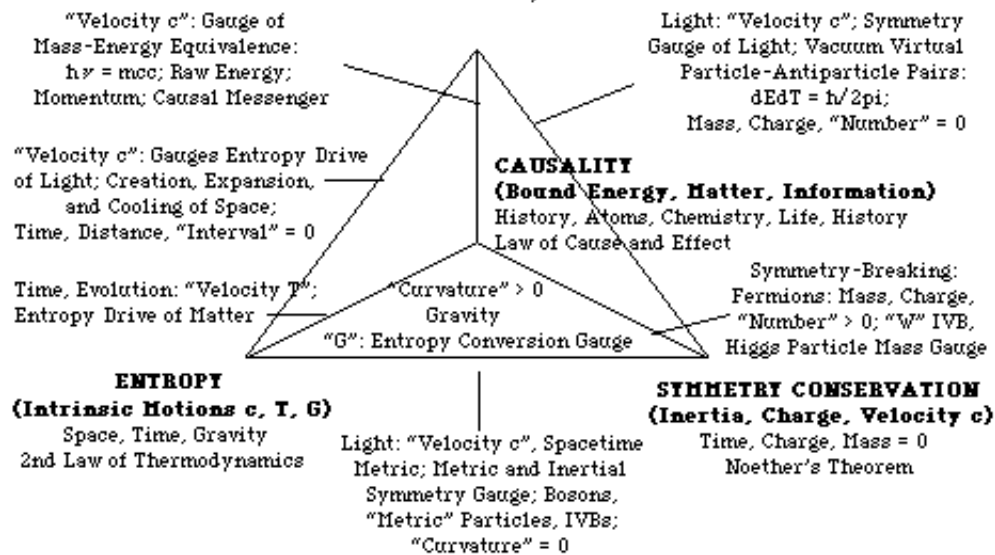 “Velocity c”: Gauge of
Mass-Energy Equivalence:
hν = mcc; Raw Energy;
Momentum; Causal Messenger
Light: “Velocity c”; Symmetry
Gauge of Light; Vacuum Virtual
Particle-Antiparticle Pairs:
dEdT = h/2pi;
Mass, Charge, “Number” = 0
“Velocity c”: Gauges Entropy Drive
of Light; Creation, Expansion,
and Cooling of Space;
Time, Distance, “Interval” = 0
CAUSALITY
(Bound Energy, Matter, Information)
History, Atoms, Chemistry, Life, History
Law of Cause and Effect
Time, Evolution: “Velocity T”;
Entropy Drive of Matter
“Curvature” > 0
Gravity
“G”: Entropy Conversion Gauge
Symmetry-Breaking:
Fermions: Mass, Charge,
“Number” > 0; “W” IVB,
Higgs Particle Mass Gauge
ENTROPY
(Intrinsic Motions c, T, G)
Space, Time, Gravity
2nd Law of Thermodynamics
Light: “Velocity c”, Spacetime
Metric; Metric and Inertial
Symmetry Gauge; Bosons,
“Metric” Particles, IVBs;
“Curvature” = 0
SYMMETRY CONSERVATION
(Inertia, Charge, Velocity c)
Time, Charge, Mass = 0
Noether’s Theorem